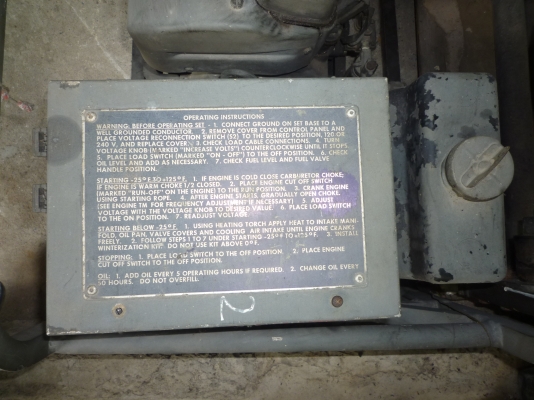 OPERATING INSTRUCTIONS
WARNING: BEFORE OPERATING SET - 1. CONNECT GROUND ON SET BASE TO A
WELL GROUNDED CONDUCTOR. 2. REMOVE COVER FROM CONTROL PANEL AND
PLACE VOLTAGE RECONNECTION SWITCH (S2) TO THE DESIRED POSITION, 120 OR
240 V, AND REPLACE COVER. 3. CHECK LOAD CABLE CONNECTIONS. 4. TURN
VOLTAGE KNOB (MARKED "INCREASE VOLTS") COUNTERCLOCKWISE UNTIL IT STOPS.
5. PLACE LOAD SWITCH (MARKED "ON - OFF") TO THE OFF POSITION. 6. CHECK
OIL LEVEL AND ADD AS NECESSARY. 7. CHECK FUEL LEVEL AND FUEL VALVE
HANDLE POSITION.
STARTING -25°F. TO +125°F. 1. IF ENGINE IS COLD CLOSE CARBURETOR CHOKE;
IF ENGINE IS WARM CHOKE 1/2 CLOSED. 2. PLACE ENGINE CUT OFF SWITCH
(MARKED "RUN-OFF" ON THE ENGINE) TO THE RUN POSITION. 3. CRANK ENGINE
USING STARTING ROPE. 4. AFTER ENGINE STARTS, GRADUALLY OPEN CHOKE.
(SEE ENGINE TM FOR FREQUENCY ADJUSTMENT IF NECESSARY) 5. ADJUST
VOLTAGE WITH THE VOLTAGE KNOB TO DESIRED VALUE. 6. PLACE LOAD SWITCH
TO THE ON POSITION. 7. READJUST VOLTAGE.
STARTING BELOW -25°F. 1. USING HEATING TORCH APPLY HEAT TO INTAKE MANI-
FOLD, OIL PAN, VALVE COVERS AND COOLING AIR INTAKE UNTIL ENGINE CRANKS
FREELY. 2. FOLLOW STEPS 1 TO 7 UNDER STARTING -25°F TO +125°F. 3. INSTALL
WINTERIZATION KIT. DO NOT USE KIT ABOVE 0°F.
STOPPING: 1. PLACE LOAD SWITCH TO THE OFF POSITION. 2. PLACE ENGINE
CUT OFF SWITCH TO THE OFF POSITION.
OIL: 1. ADD OIL EVERY 5 OPERATING HOURS IF REQUIRED. 2. CHANGE OIL EVERY
50 HOURS. DO NOT OVERFILL.
2